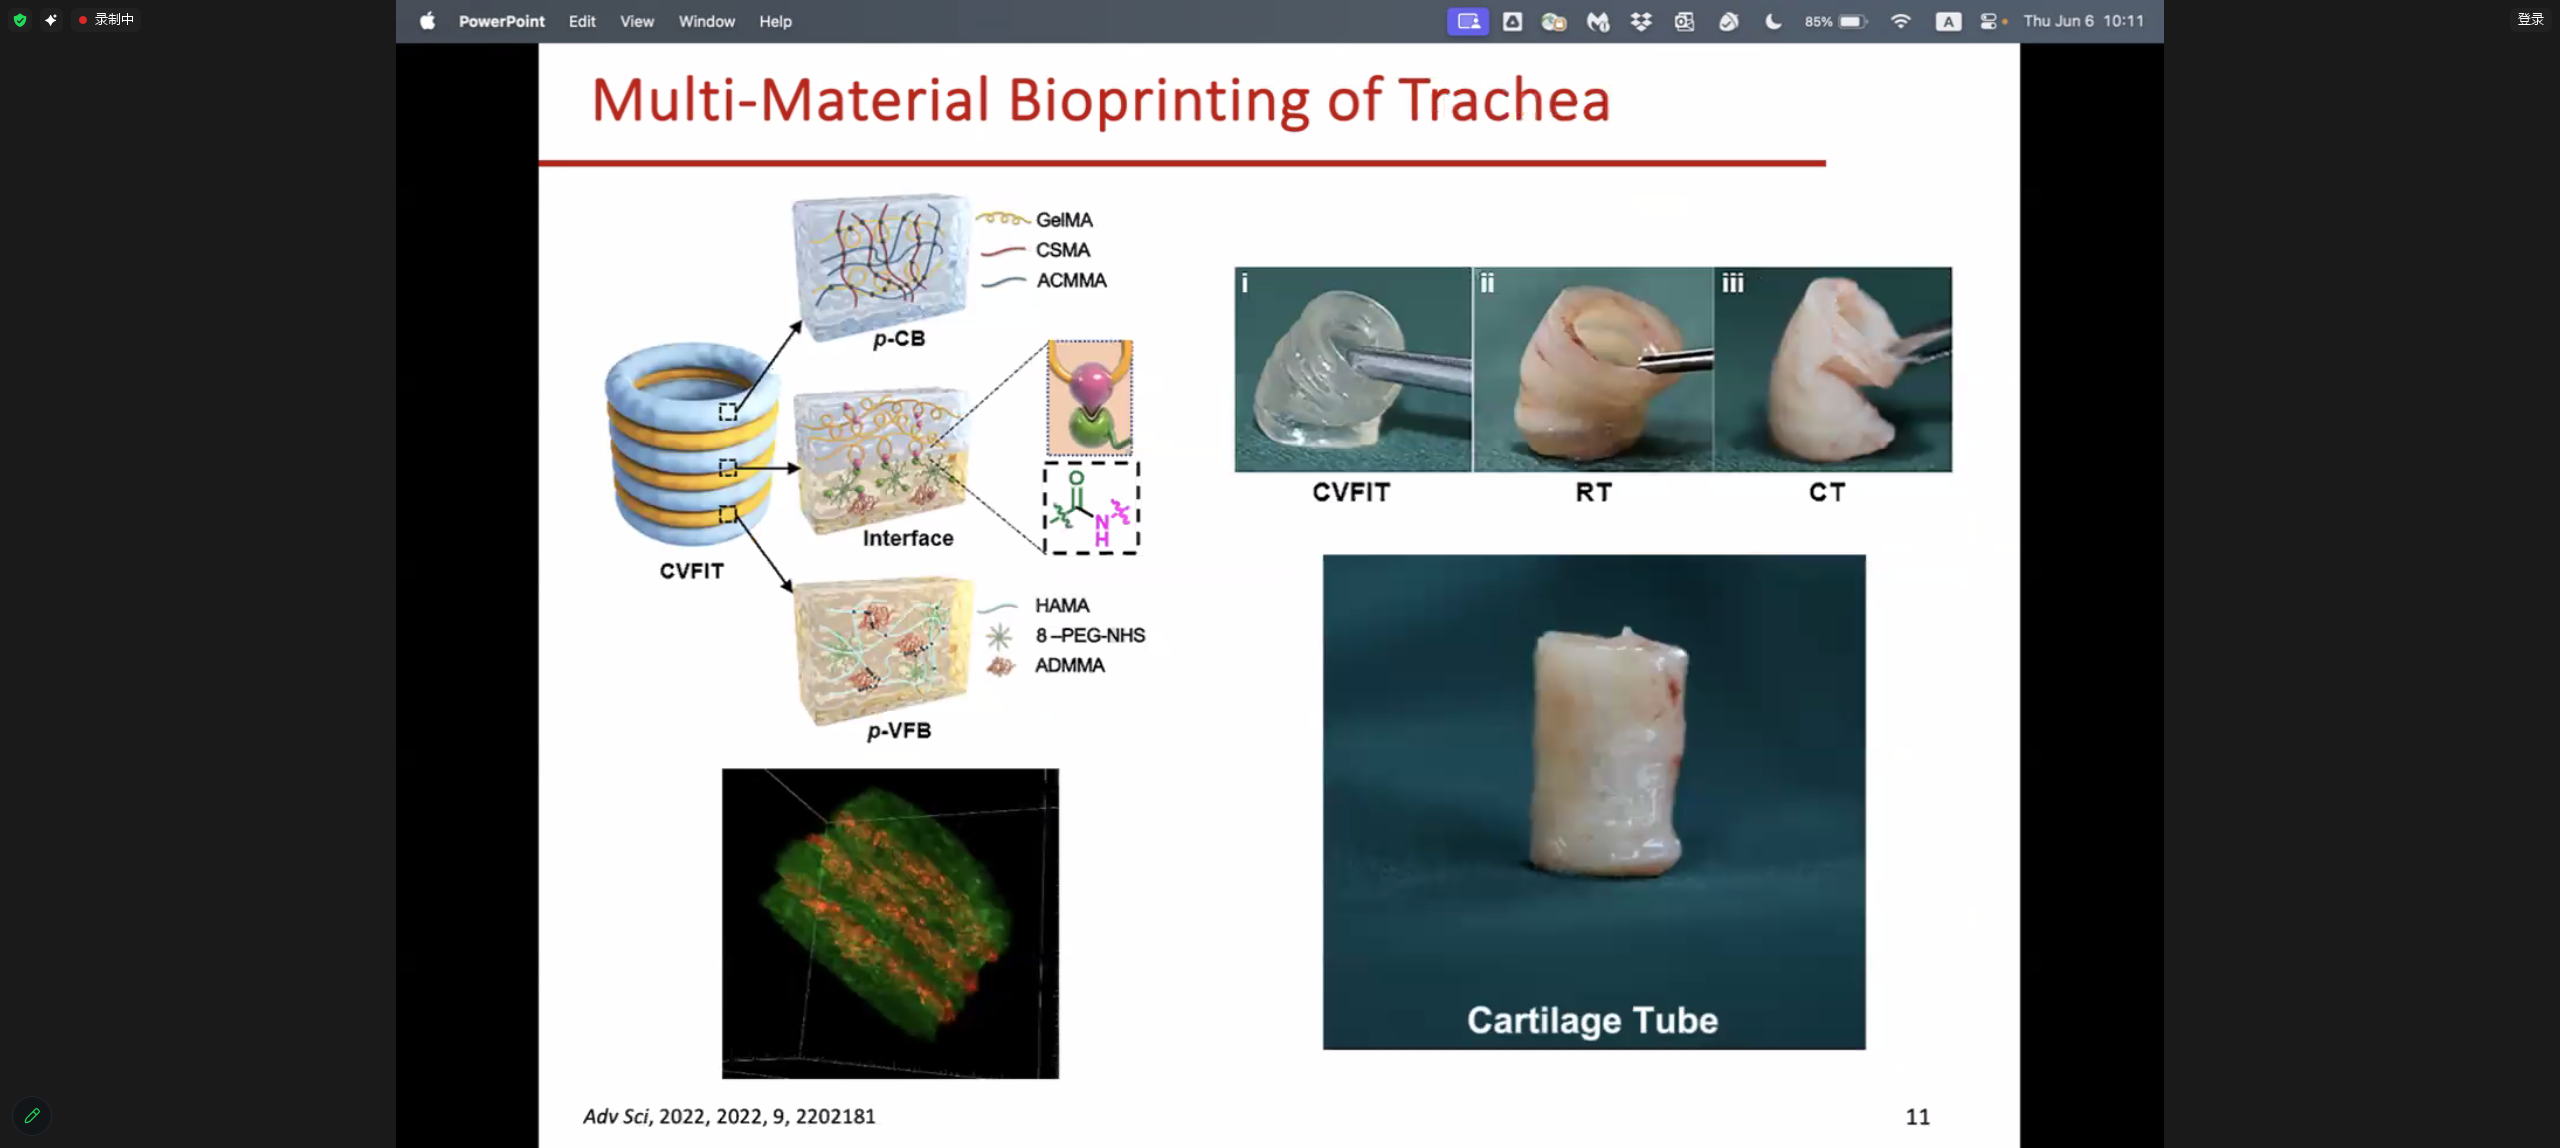 录制中
PowerPoint Edit View Window Help
85%
A
Thu Jun 6 10:11
登录
Multi-Material Bioprinting of Trachea
GelMA
CSMA
ACMMA
p-CB
Interface
O
N
H
CVFIT
HAMA
8-PEG-NHS
ADMMA
p-VFB
i
ii
iii
CVFIT
RT
CT
Cartilage Tube
Adv Sci, 2022, 2022, 9, 2202181
11